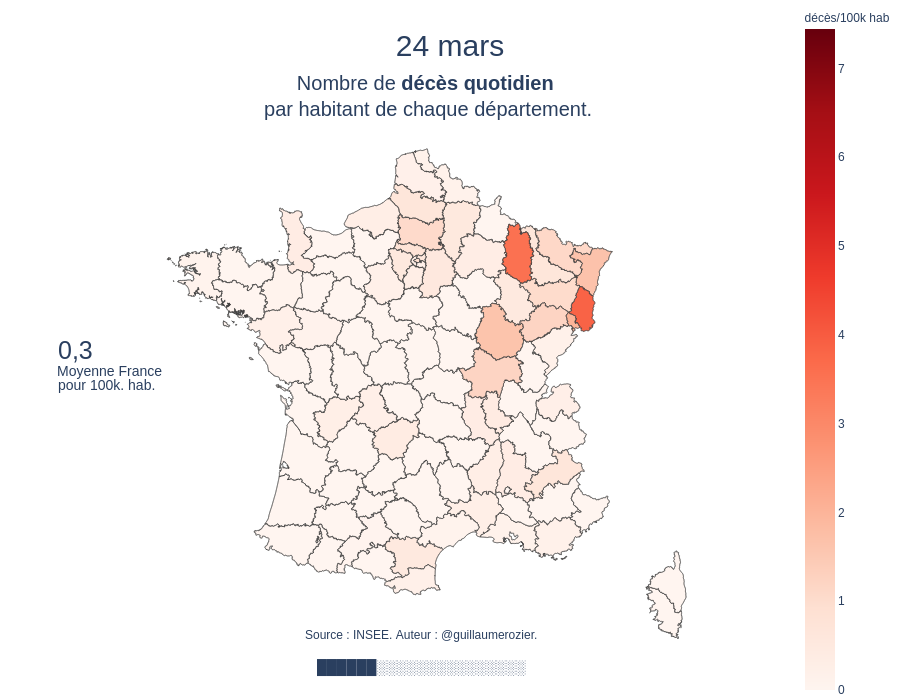 24 mars
Nombre de décès quotidien
par habitant de chaque département.
décès/100k hab
7
6
5
4
3
2
1
0
0,3
Moyenne France
pour 100k. hab.
Source : INSEE. Auteur : @guillaumerozier.